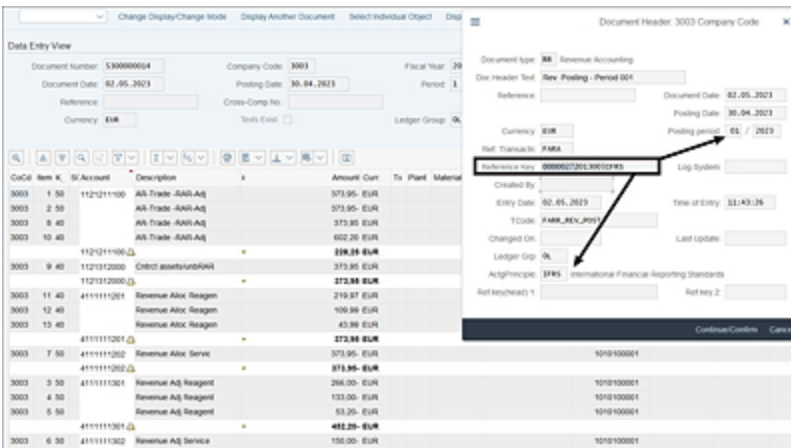 Change Display/Change Mode Display Another Document Select Individual Object Disp
Data Entry View
Document Number: 5300000014 Company Code: 3003 Fiscal Year: 20
Document Date: 02.05.2023 Posting Date: 30.04.2023 Period: 1
Reference: Cross-Comp No.:
Currency: EUR Texts Exist: Ledger Group: 0L
CoCd Item K. Account Description Amount Curr. Tx Plant Material
3003 1 50 1121211100 AR-Trade -RAR-Adj 373,95- EUR
3003 2 50 AR-Trade -RAR-Adj 373,95- EUR
3003 8 40 AR-Trade -RAR-Adj 373,95 EUR
3003 10 40 AR-Trade -RAR-Adj 602,20 EUR
1121211100 228,25 EUR
3003 9 40 1121312000 Cntrct assets/unbRAR 373,95 EUR
1121312000 373,95 EUR
3003 11 40 4111111201 Revenue Aloc Reagen 219,97 EUR
3003 12 40 Revenue Aloc Reagen 109,99 EUR
3003 13 40 Revenue Aloc Reagen 43,99 EUR
4111111201 373,95 EUR
3003 7 50 4111111202 Revenue Aloc Servic 373,95- EUR 1010100001
4111111202 373,95- EUR
3003 3 50 4111111301 Revenue Adj Reagent 266,00- EUR 1010100001
3003 4 50 Revenue Adj Reagent 133,00- EUR 1010100001
3003 5 50 Revenue Adj Reagent 53,20- EUR 1010100001
4111111301 452,20- EUR
3003 6 50 4111111302 Revenue Adj Service 150,00- EUR 1010100001
Document Header: 3003 Company Code
Document type: RR Revenue Accounting
Doc.Header Text: Rev. Posting - Period 001
Reference: Document Date: 02.05.2023
Posting Date: 30.04.2023
Currency: EUR Posting period: 01 / 2023
Ref. Transactn: FARR
Reference Key: Log.System:
Created By:
Entry Date: 02.05.2023 Time of Entry: 11:43:26
TCode: FARR_REV_POST
Changed On: Last Update:
Ledger Grp: 0L
ActgPrinciple: IFRS International Financial Reporting Standards
Ref.key(head) 1: Ref.key 2:
Continue/Confirm Cance